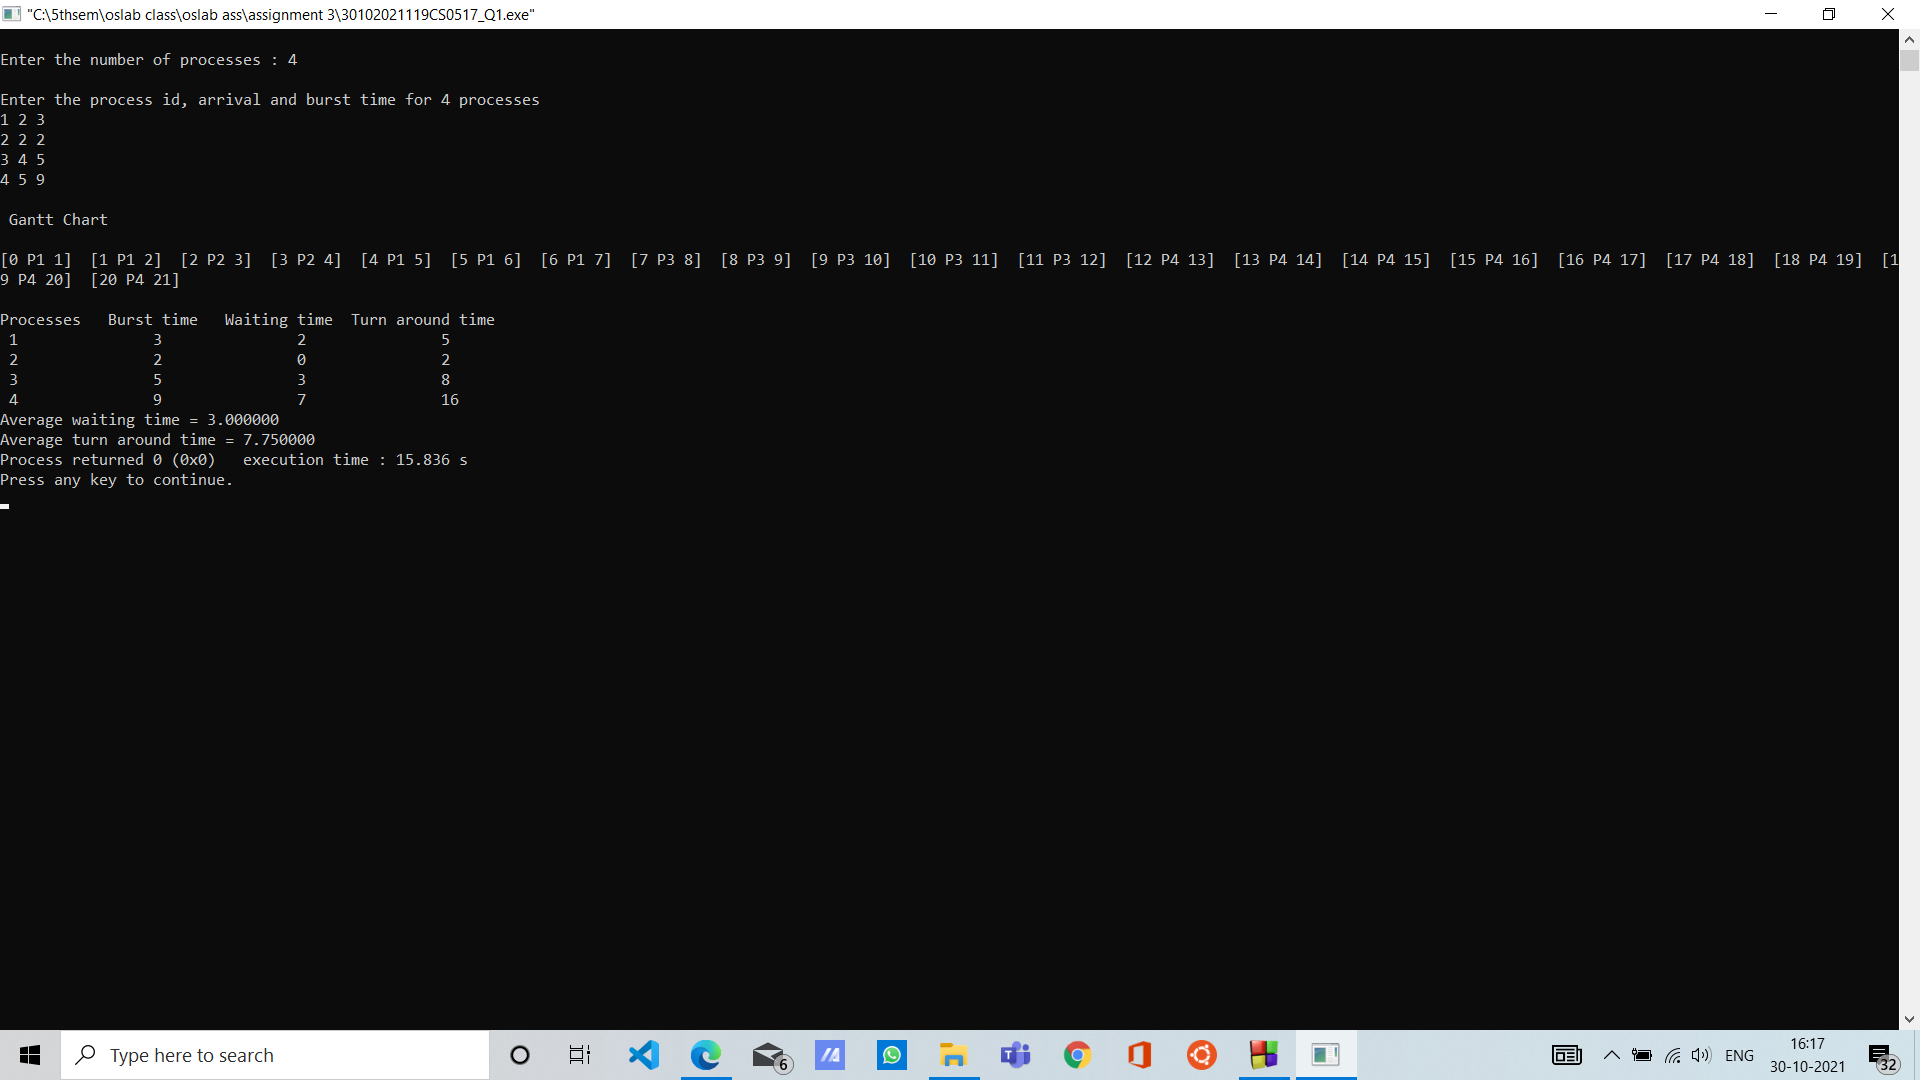 "C:\5thsem\oslab class\oslab ass\assignment 3\30102021119CS0517_Q1.exe"
Enter the number of processes : 4
Enter the process id, arrival and burst time for 4 processes
1 2 3
2 2 2
3 4 5
4 5 9
Gantt Chart
[0 P1 1]  [1 P1 2]  [2 P2 3]  [3 P2 4]  [4 P1 5]  [5 P1 6]  [6 P1 7]  [7 P3 8]  [8 P3 9]  [9 P3 10]  [10 P3 11]  [11 P3 12]  [12 P4 13]  [13 P4 14]  [14 P4 15]  [15 P4 16]  [16 P4 17]  [17 P4 18]  [18 P4 19]  [1
9 P4 20]  [20 P4 21]
Processes   Burst time   Waiting time  Turn around time
1               3               2               5
2               2               0               2
3               5               3               8
4               9               7               16
Average waiting time = 3.000000
Average turn around time = 7.750000
Process returned 0 (0x0)   execution time : 15.836 s
Press any key to continue.
Type here to search
6
ENG
16:17
30-10-2021
32